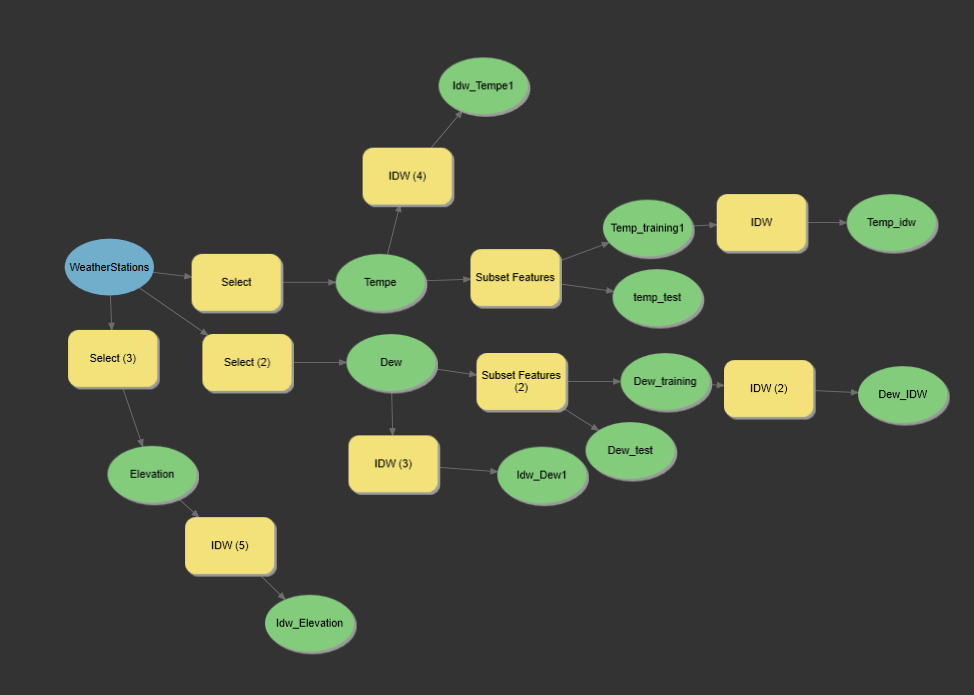 Idw_Tempe1
IDW (4)
Temp_training1
IDW
Temp_idw
WeatherStations
Select
Tempe
Subset Features
temp_test
Select (3)
Select (2)
Dew
Subset Features
(2)
Dew_training
IDW (2)
Dew_IDW
Dew_test
IDW (3)
Idw_Dew1
Elevation
IDW (5)
Idw_Elevation